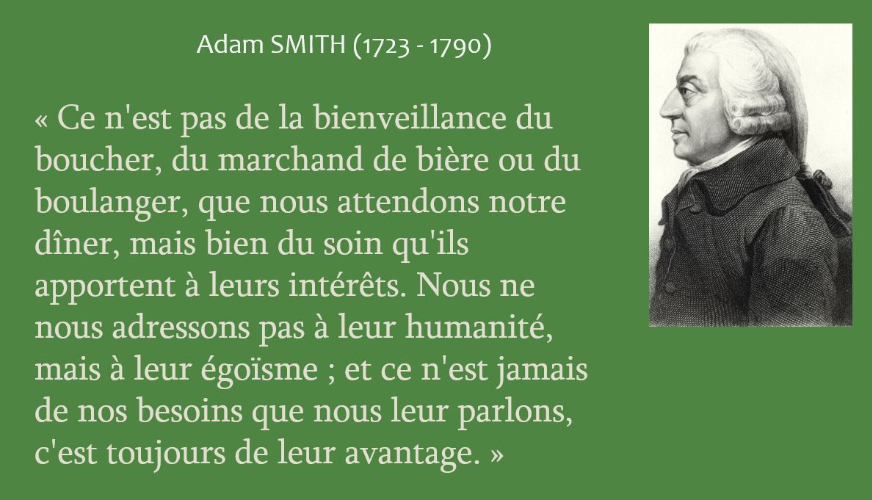 Adam SMITH (1723 - 1790)
« Ce n'est pas de la bienveillance du
boucher, du marchand de bière ou du
boulanger, que nous attendons notre
dîner, mais bien du soin qu'ils
apportent à leurs intérêts. Nous ne
nous adressons pas à leur humanité,
mais à leur égoïsme ; et ce n'est jamais
de nos besoins que nous leur parlons,
c'est toujours de leur avantage. »